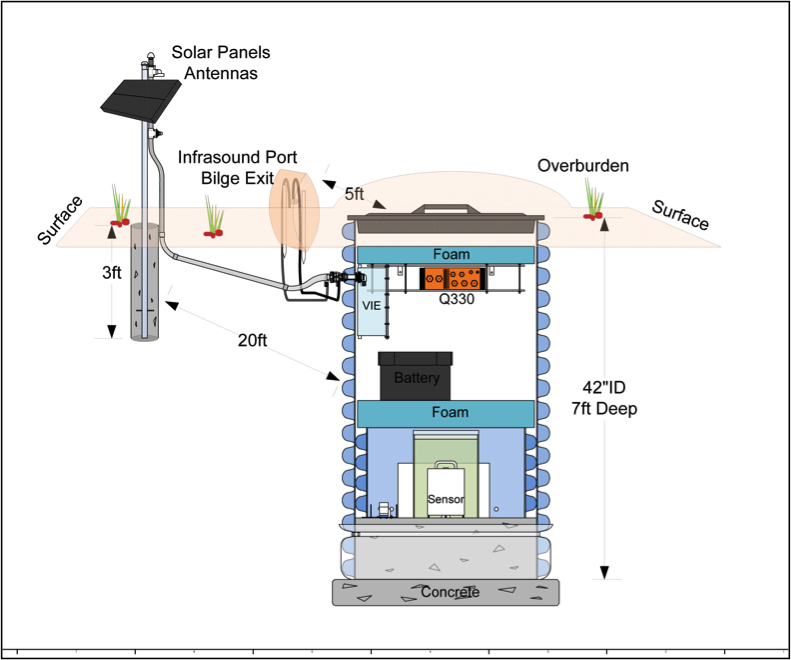 Solar Panels
Antennas
Infrasound Port
Bilge Exit
5ft
Overburden
Surface
Surface
3ft
Foam
VIE
Q330
20ft
Battery
42"ID
7ft Deep
Foam
Sensor
Concrete